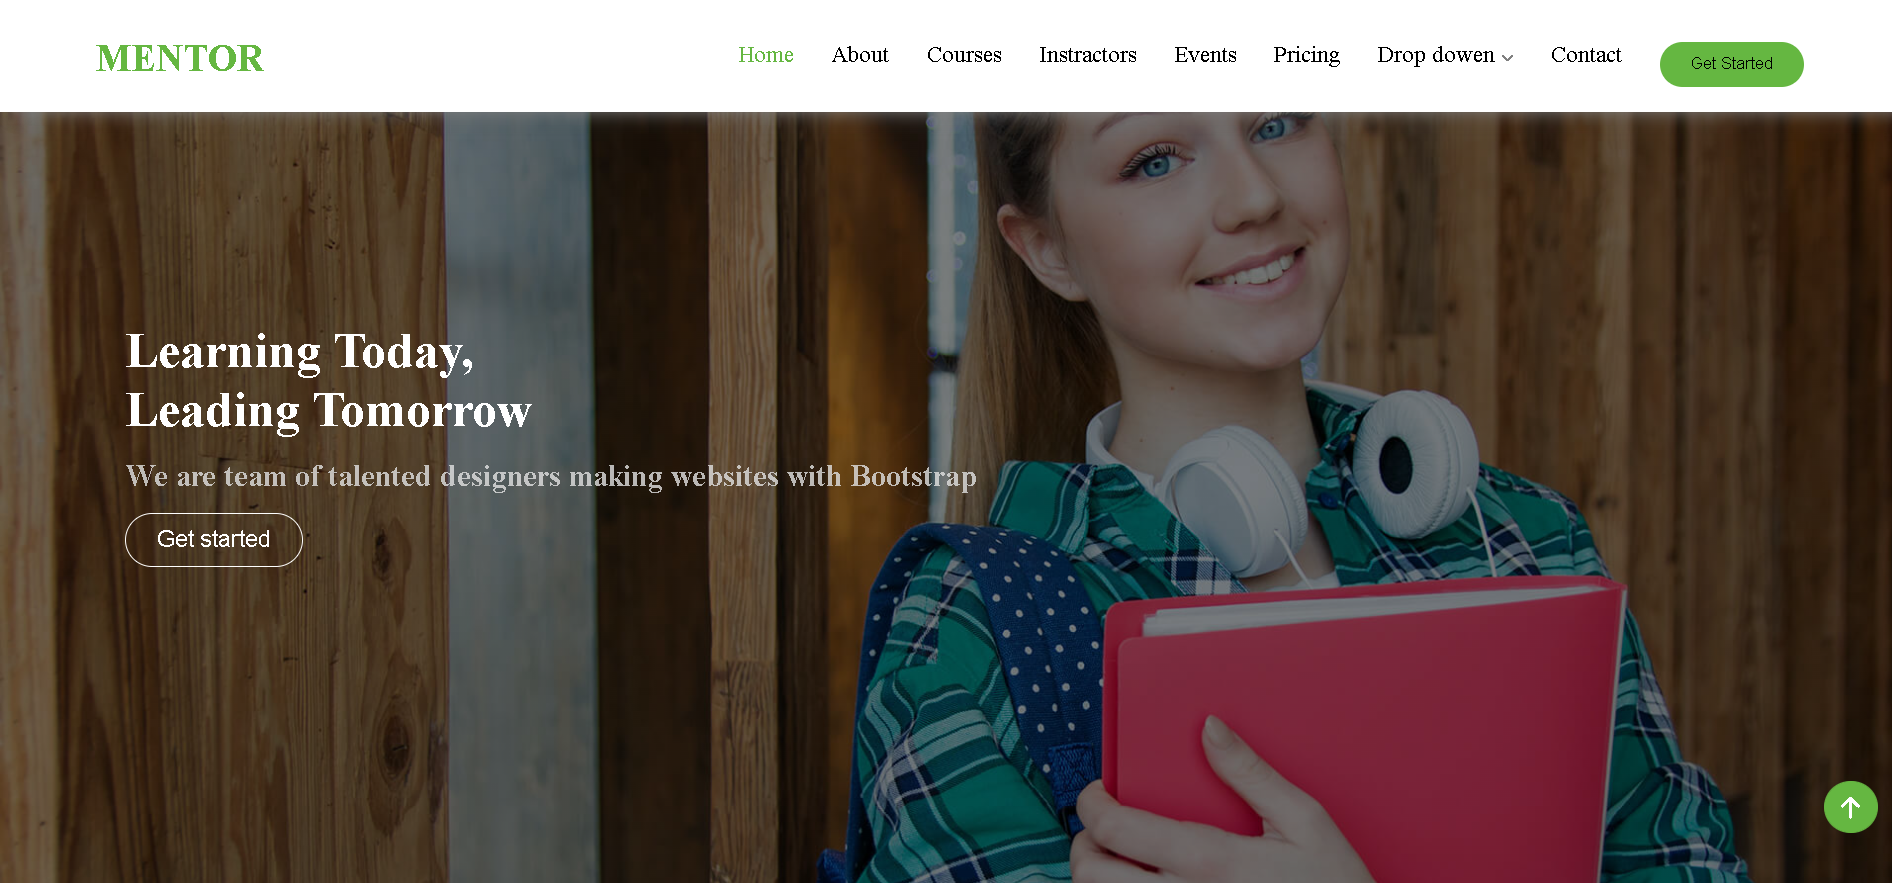 MENTOR
Home About Courses Instractors Events Pricing Drop dowen Contact Get Started
Learning Today,
Leading Tomorrow
We are team of talented designers making websites with Bootstrap
Get started